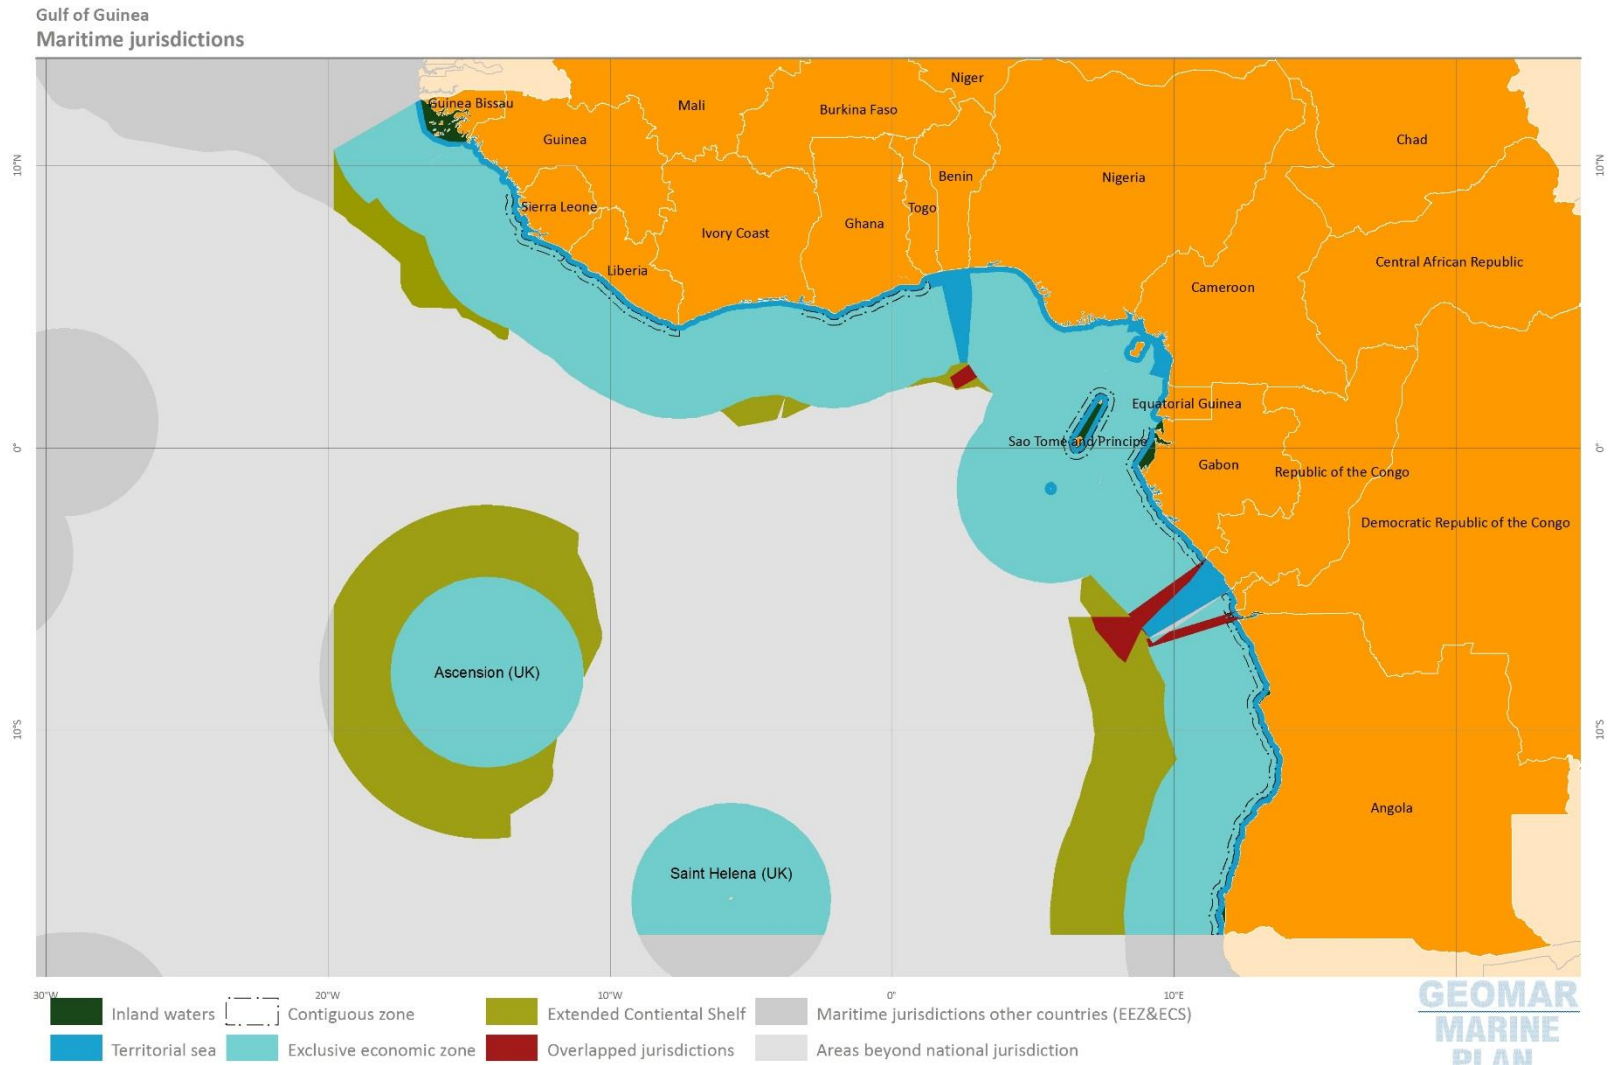 Gulf of Guinea
Maritime jurisdictions
Niger
Guinea Bissau
Mali
Burkina Faso
Guinea
Chad
10°N
10°N
Benin
Nigeria
Sierra Leone
Togo
Ghana
Ivory Coast
Central African Republic
Liberia
Cameroon
Equatorial Guinea
Sao Tome and Principe
0°
0°
Gabon
Republic of the Congo
Democratic Republic of the Congo
Ascension (UK)
10°S
10°S
Angola
Saint Helena (UK)
30°W
20°W
10°W
0°
10°E
Inland waters
Contiguous zone
Extended Contiental Shelf
Maritime jurisdictions other countries (EEZ&ECS)
Territorial sea
Exclusive economic zone
Overlapped jurisdictions
Areas beyond national jurisdiction
GEOMAR
MARINE
PLAN